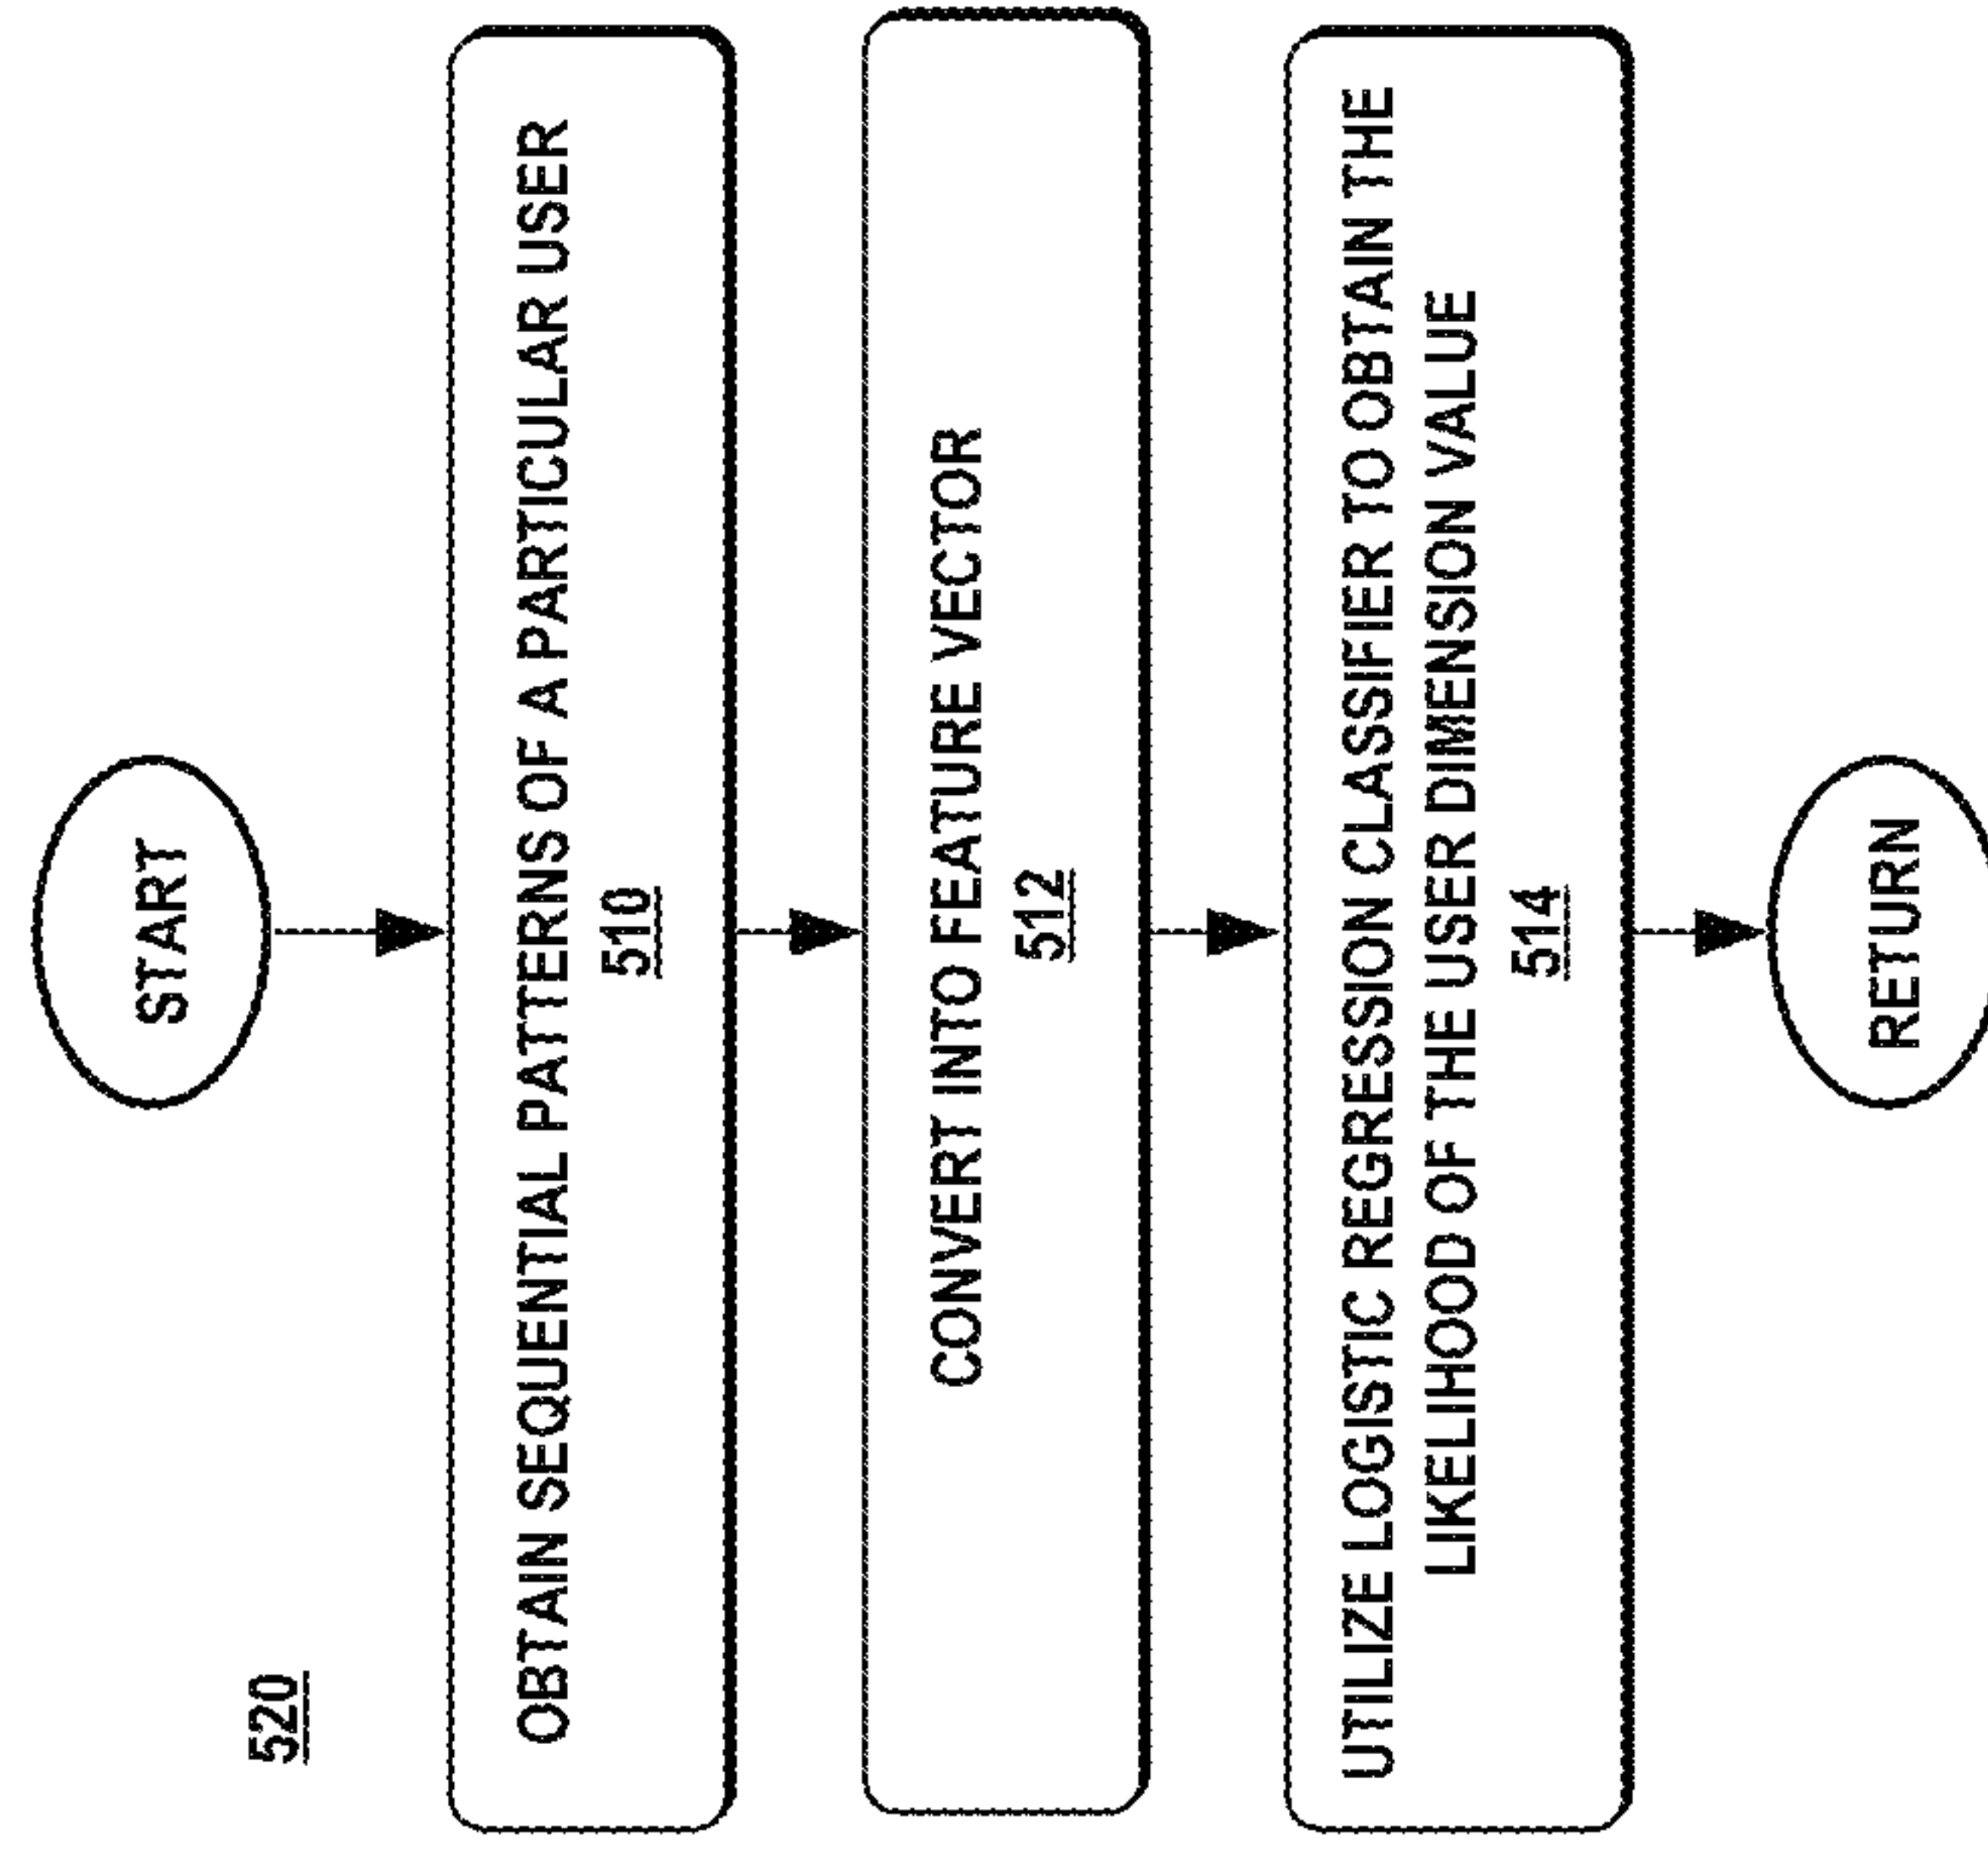 520
START
OBTAIN SEQUENTIAL PATTERNS OF A PARTICULAR USER
510
CONVERT INTO FEATURE VECTOR
512
UTILIZE LOGISTIC REGRESSION CLASSIFIER TO OBTAIN THE
LIKELIHOOD OF THE USER DIMENSION VALUE
514
RETURN